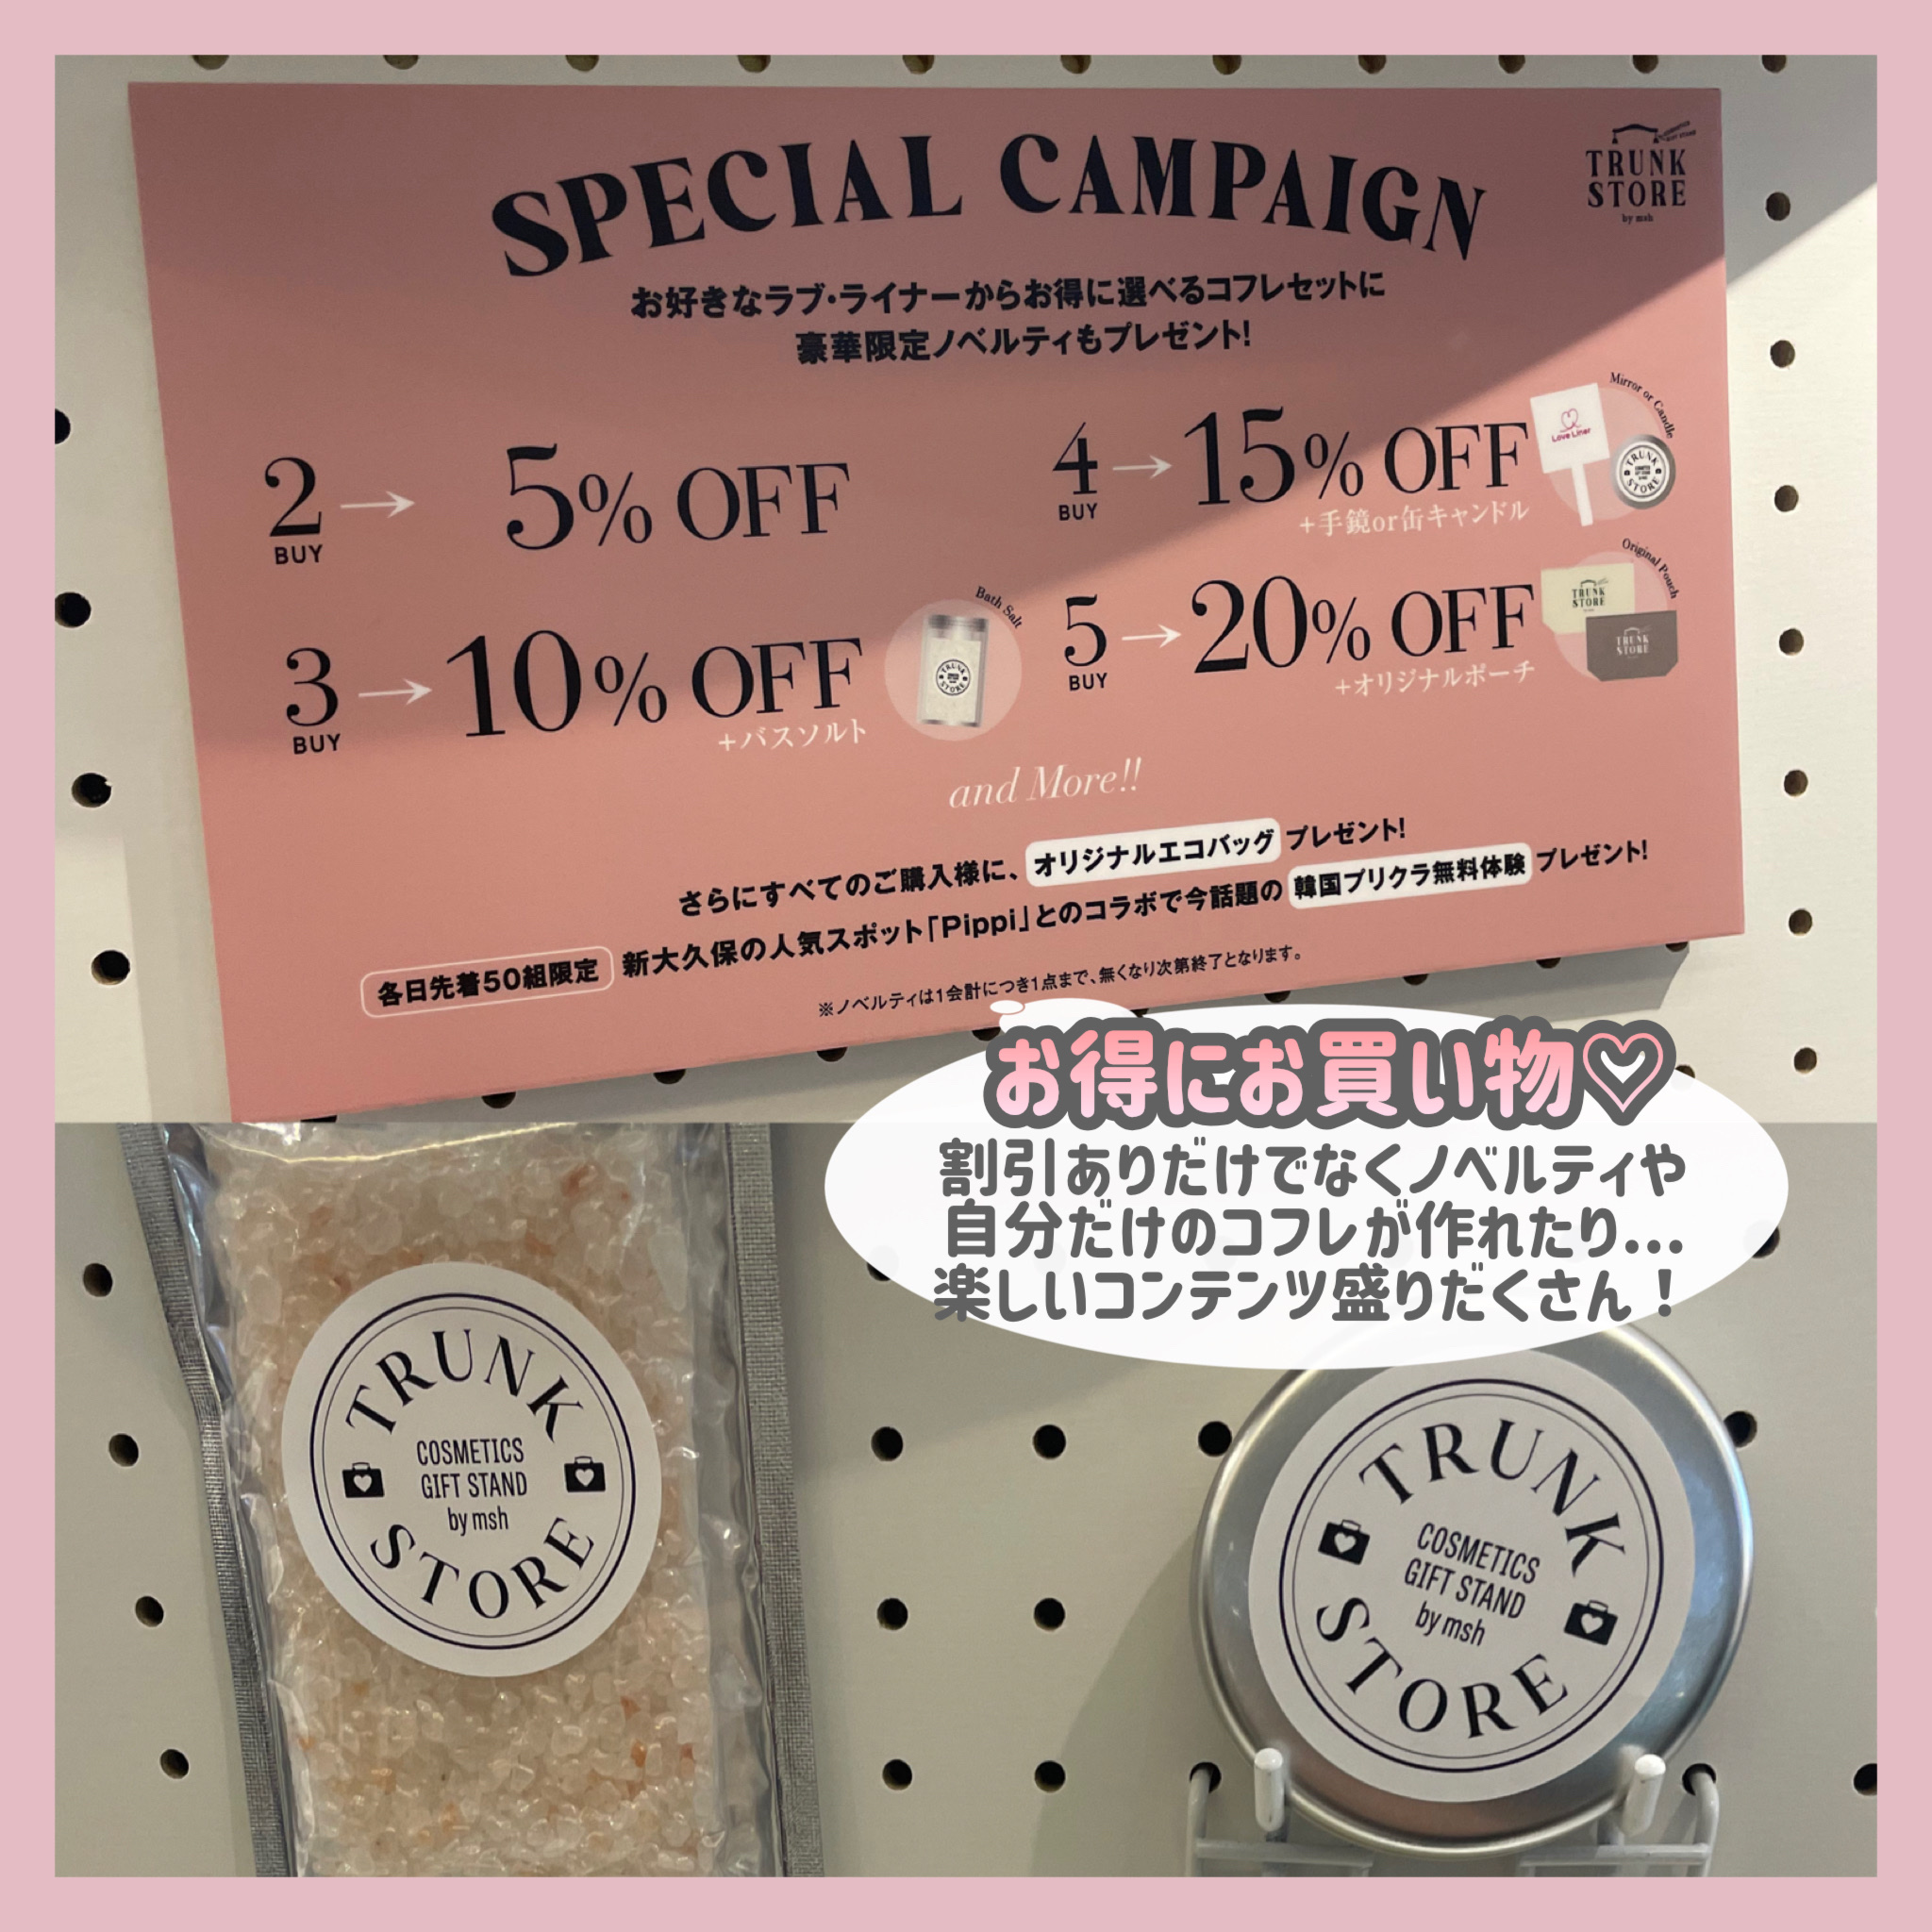 SPECIAL CAMPAIGN
TRUNK
STORE
by msh
お好きなラブ・ライナーからお得に選べるコフレセットに
豪華限定ノベルティもプレゼント!
2 BUY → 5% OFF
3 BUY → 10% OFF
+バスソルト
Bath Salt
TRUNK
STORE
4 BUY → 15% OFF
+手鏡or缶キャンドル
Mirror or Candle
Love Liner
TRUNK
STORE
5 BUY → 20% OFF
+オリジナルポーチ
Original Pouch
TRUNK
STORE
TRUNK
STORE
and More!!
さらにすべてのご購入様に、オリジナルエコバッグ プレゼント!
各日先着50組限定 新大久保の人気スポット「Pippi」とのコラボで今話題の 韓国プリクラ無料体験 プレゼント!
※ノベルティは1会計につき1点まで、無くなり次第終了となります。
お得にお買い物♡
割引ありだけでなくノベルティや
自分だけのコフレが作れたり...
楽しいコンテンツ盛りだくさん！
TRUNK
COSMETICS
GIFT STAND
by msh
STORE
TRUNK
COSMETICS
GIFT STAND
by msh
STORE